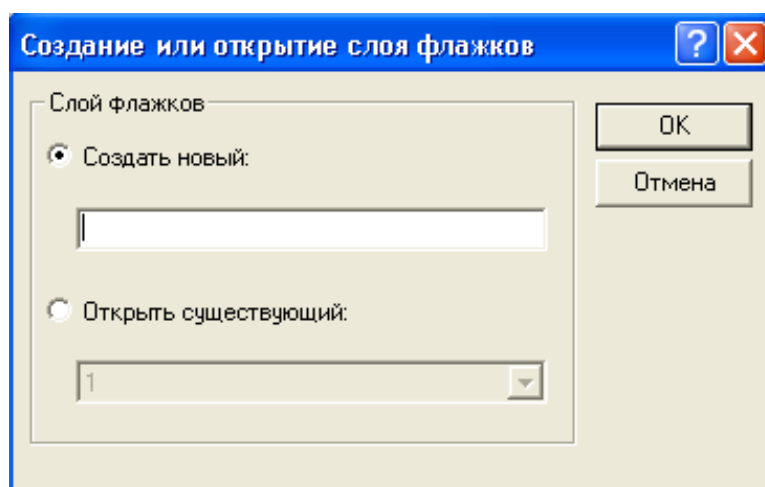 Создание или открытие слоя флажков
Слой флажков
Создать новый:
Открыть существующий:
1
OK
Отмена